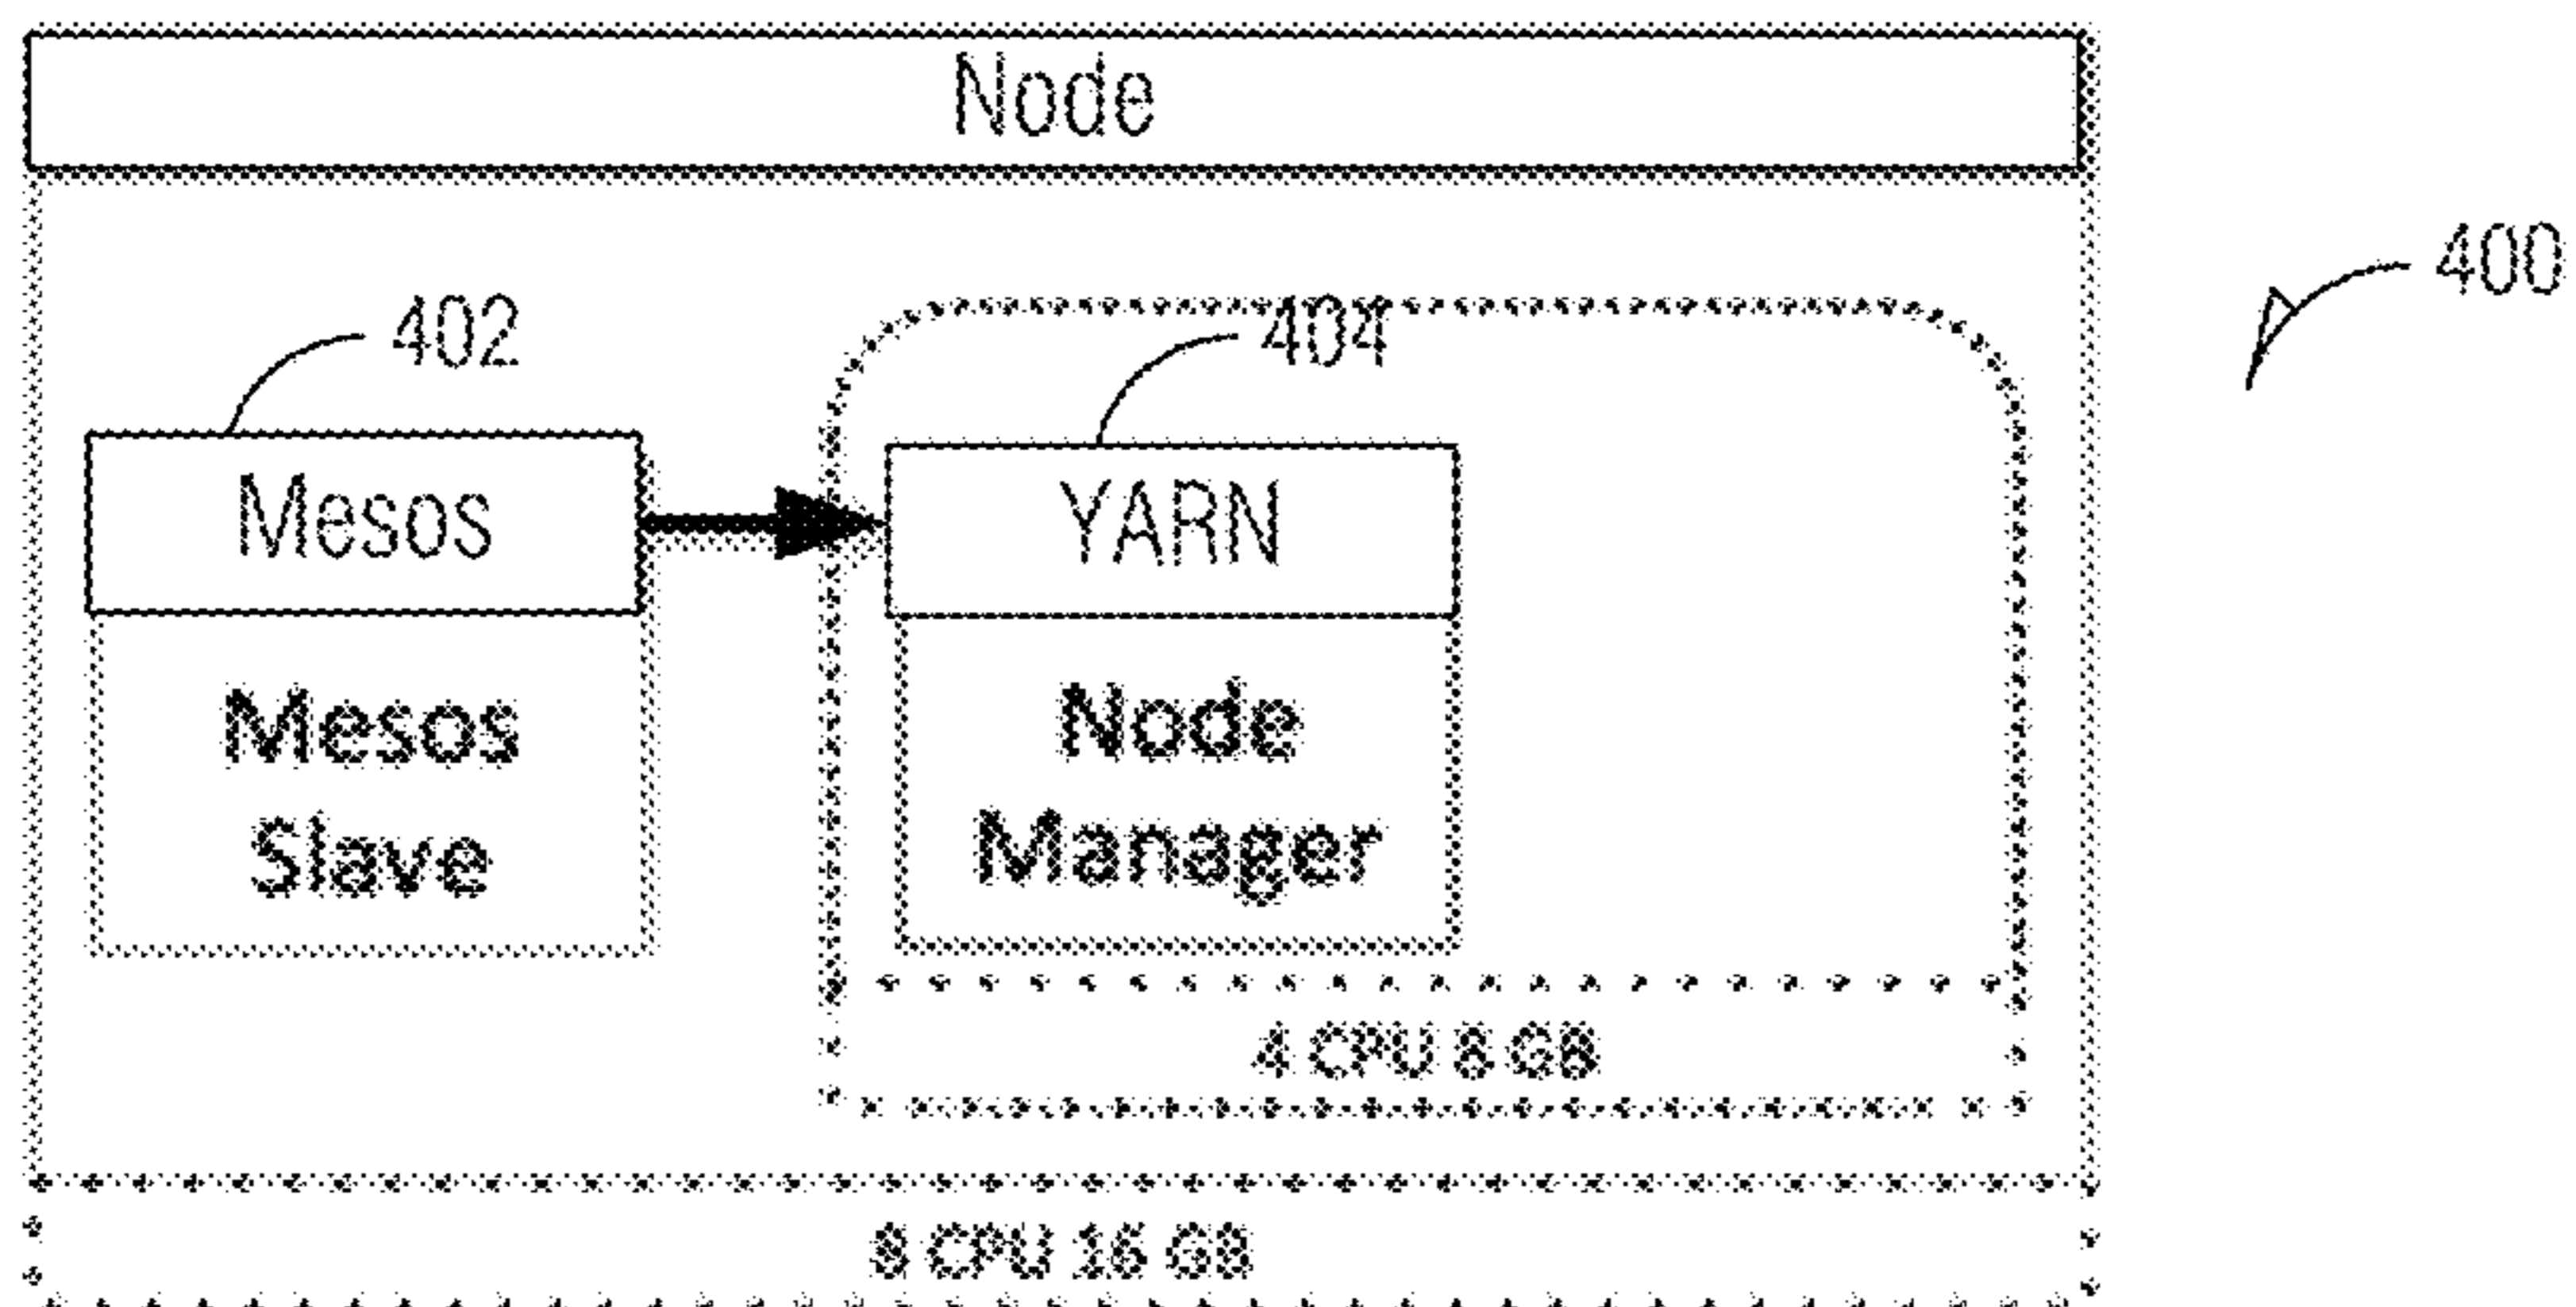 Node
400
402
404
Mesos
YARN
Mesos
Slave
Node
Manager
4 CPU 8 GB
8 CPU 16 GB